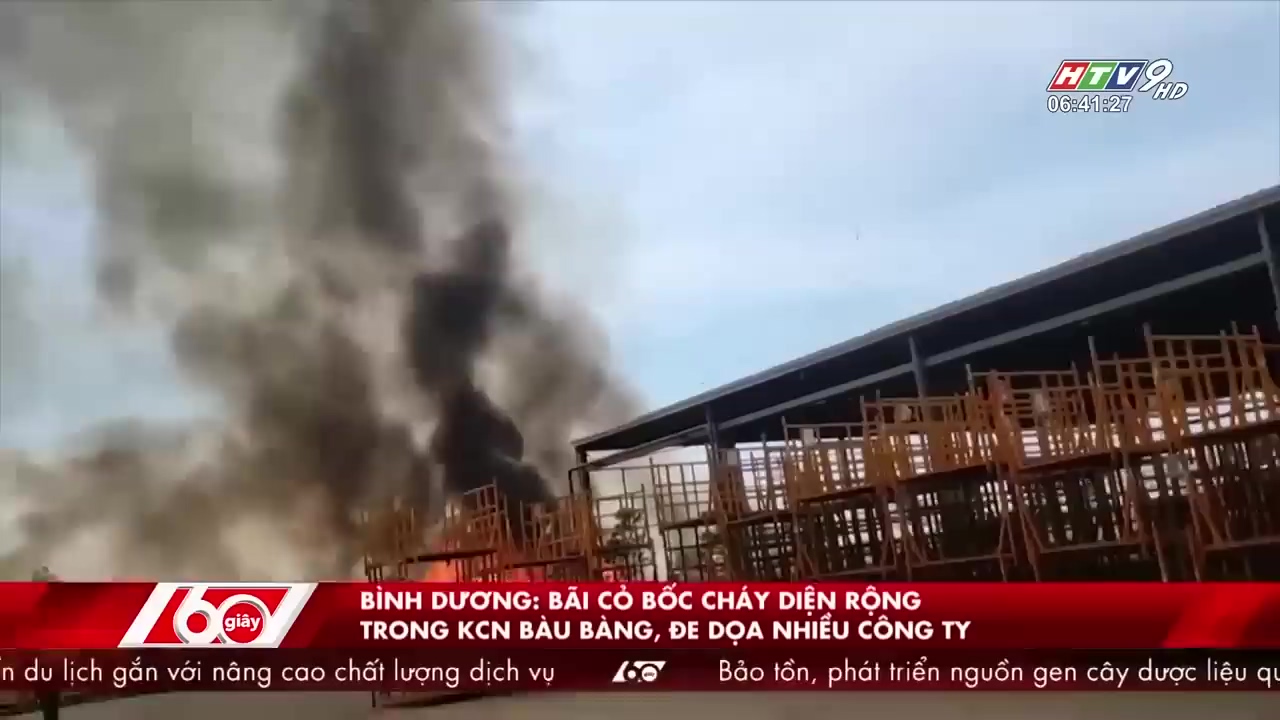 HTV9 HD
06:41:27
60 giây
BÌNH DƯƠNG: BÃI CỎ BỐC CHÁY DIỆN RỘNG
TRONG KCN BÀU BÀNG, ĐE DỌA NHIỀU CÔNG TY
du lịch gắn với nâng cao chất lượng dịch vụ 60 giây Bảo tồn, phát triển nguồn gen cây dược liệu